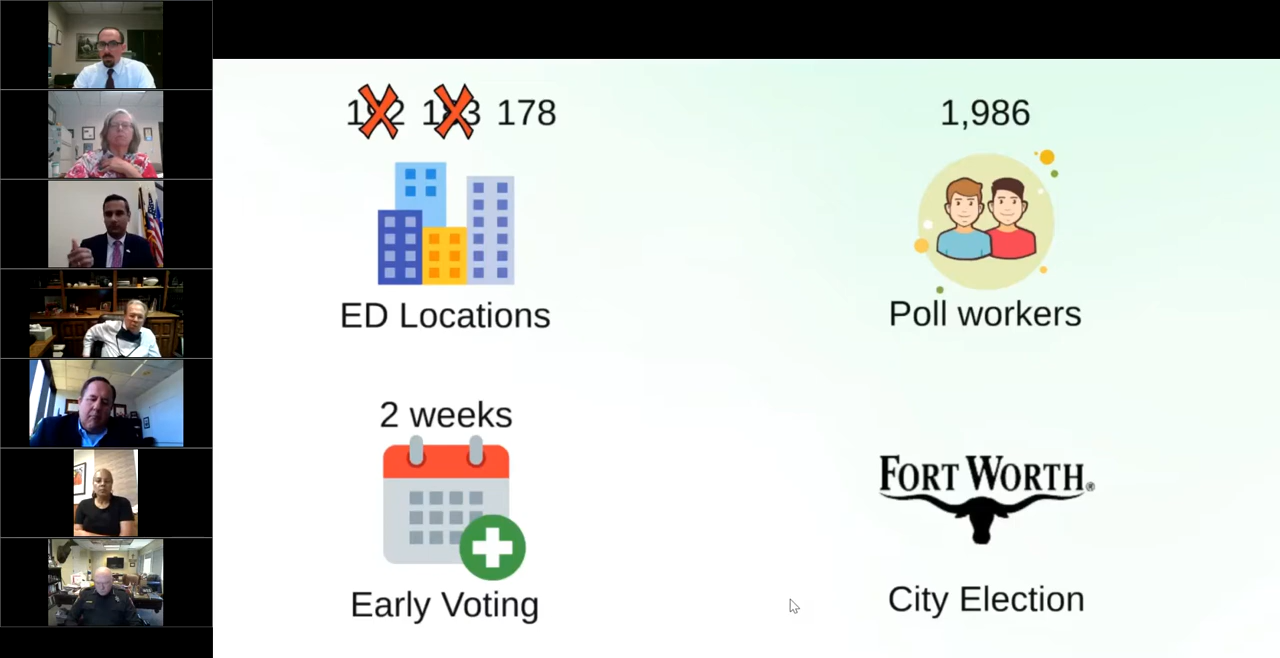 178
1,986
ED Locations
Poll workers
2 weeks
FORT WORTH®
Early Voting
City Election